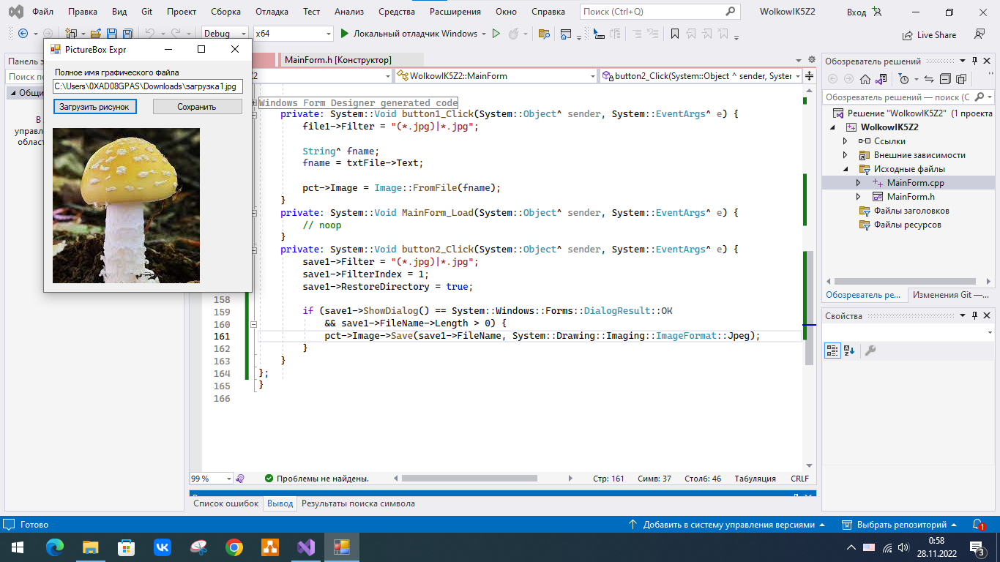 Файл Правка Вид Git Проект Сборка Отладка Тест Анализ Средства Расширения Окно Справка Поиск (Ctrl+Q) WolkowIK5Z2 Вход
Debug x64 Локальный отладчик Windows Live Share
PictureBox Expr
Полное имя графического файла
C:\Users\0XAD08GPAS\Downloads\загрузка1.jpg
Загрузить рисунок Сохранить
MainForm.h [Конструктор]
WolkowIK5Z2::MainForm button2_Click(System::Object ^ sender, System
Windows Form Designer generated code
private: System::Void button1_Click(System::Object^ sender, System::EventArgs^ e) {
file1->Filter = "(*.jpg)|*.jpg";
String^ fname;
fname = txtFile->Text;
pct->Image = Image::FromFile(fname);
}
private: System::Void MainForm_Load(System::Object^ sender, System::EventArgs^ e) {
// noop
}
private: System::Void button2_Click(System::Object^ sender, System::EventArgs^ e) {
save1->Filter = "(*.jpg)|*.jpg";
save1->FilterIndex = 1;
save1->RestoreDirectory = true;
158
159 if (save1->ShowDialog() == System::Windows::Forms::DialogResult::OK
160 && save1->FileName->Length > 0) {
161 pct->Image->Save(save1->FileName, System::Drawing::Imaging::ImageFormat::Jpeg);
162 }
163 }
164 };
165 }
166
99 % Проблемы не найдены. Стр: 161 Симв: 37 Столб: 46 Табуляция CRLF
Список ошибок Вывод Результаты поиска символа
Обозреватель решений
Обозреватель решений — поиск (C
Решение "WolkowIK5Z2" (1 проекта
WolkowIK5Z2
Ссылки
Внешние зависимости
Исходные файлы
MainForm.cpp
MainForm.h
Файлы заголовков
Файлы ресурсов
Обозреватель ре... Изменения Git —...
Свойства
Готово Добавить в систему управления версиями Выбрать репозиторий 1
0:58
28.11.2022
3